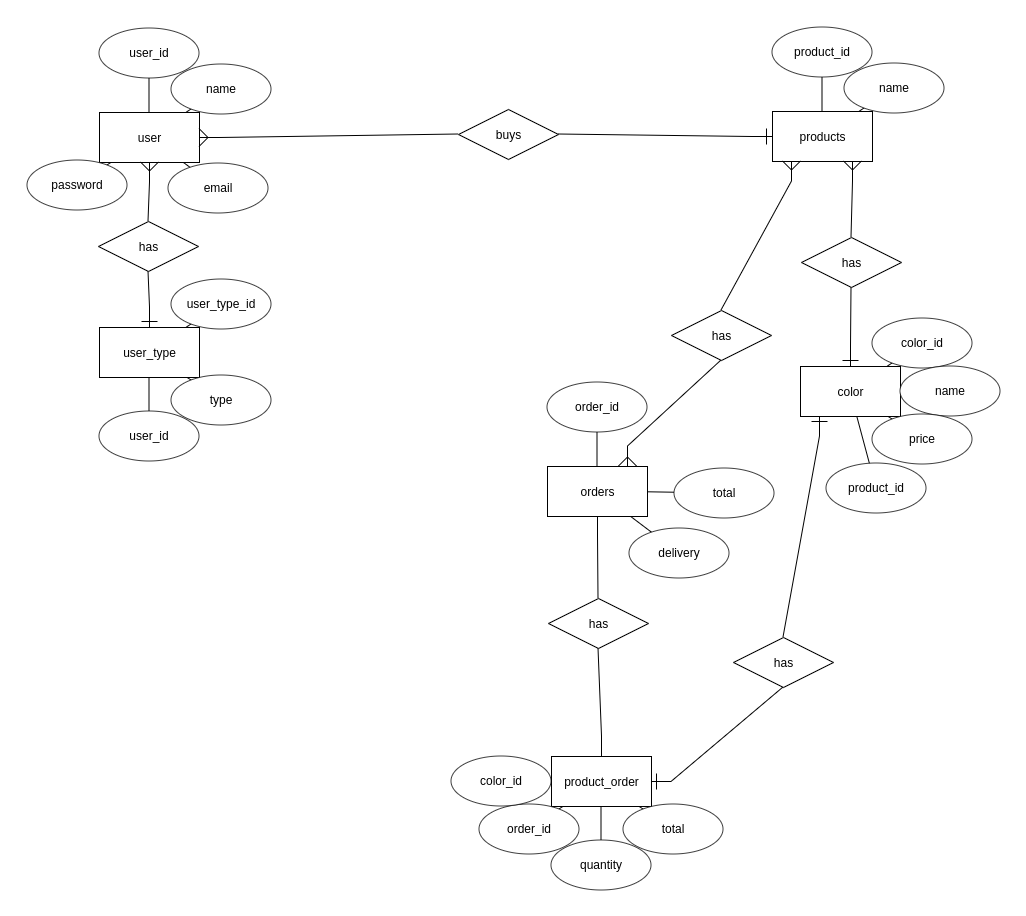 user_id
name
user
password
email
has
user_type_id
user_type
type
user_id
buys
product_id
name
products
has
has
color_id
color
name
price
product_id
order_id
orders
total
delivery
has
has
color_id
product_order
order_id
total
quantity